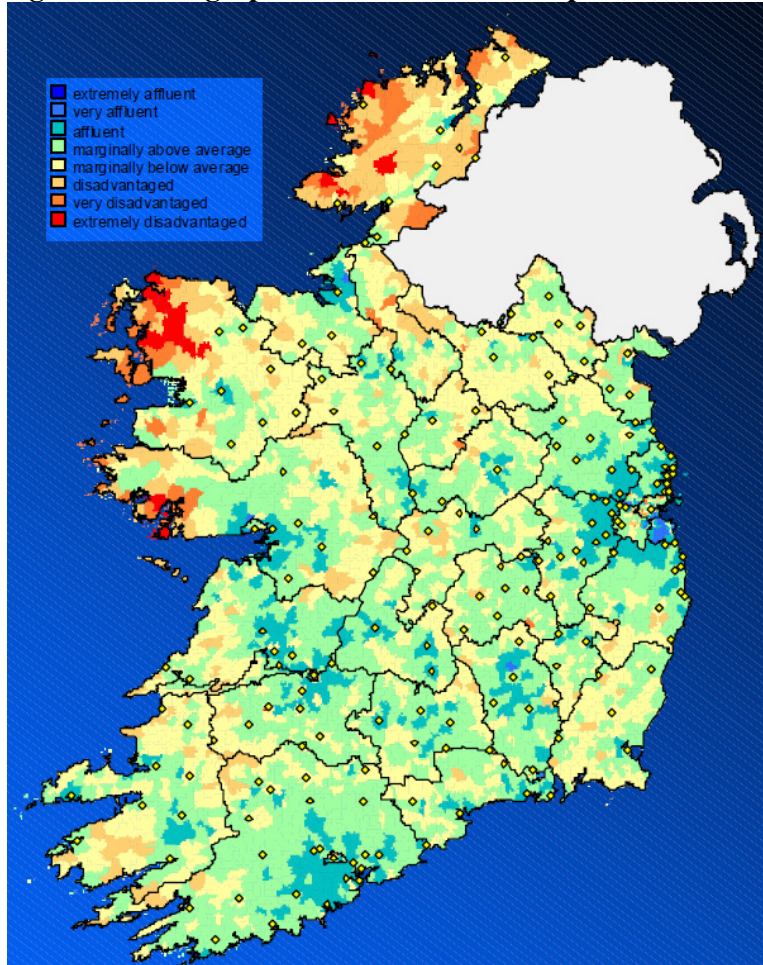 extremely affluent
very affluent
affluent
marginally above average
marginally below average
disadvantaged
very disadvantaged
extremely disadvantaged